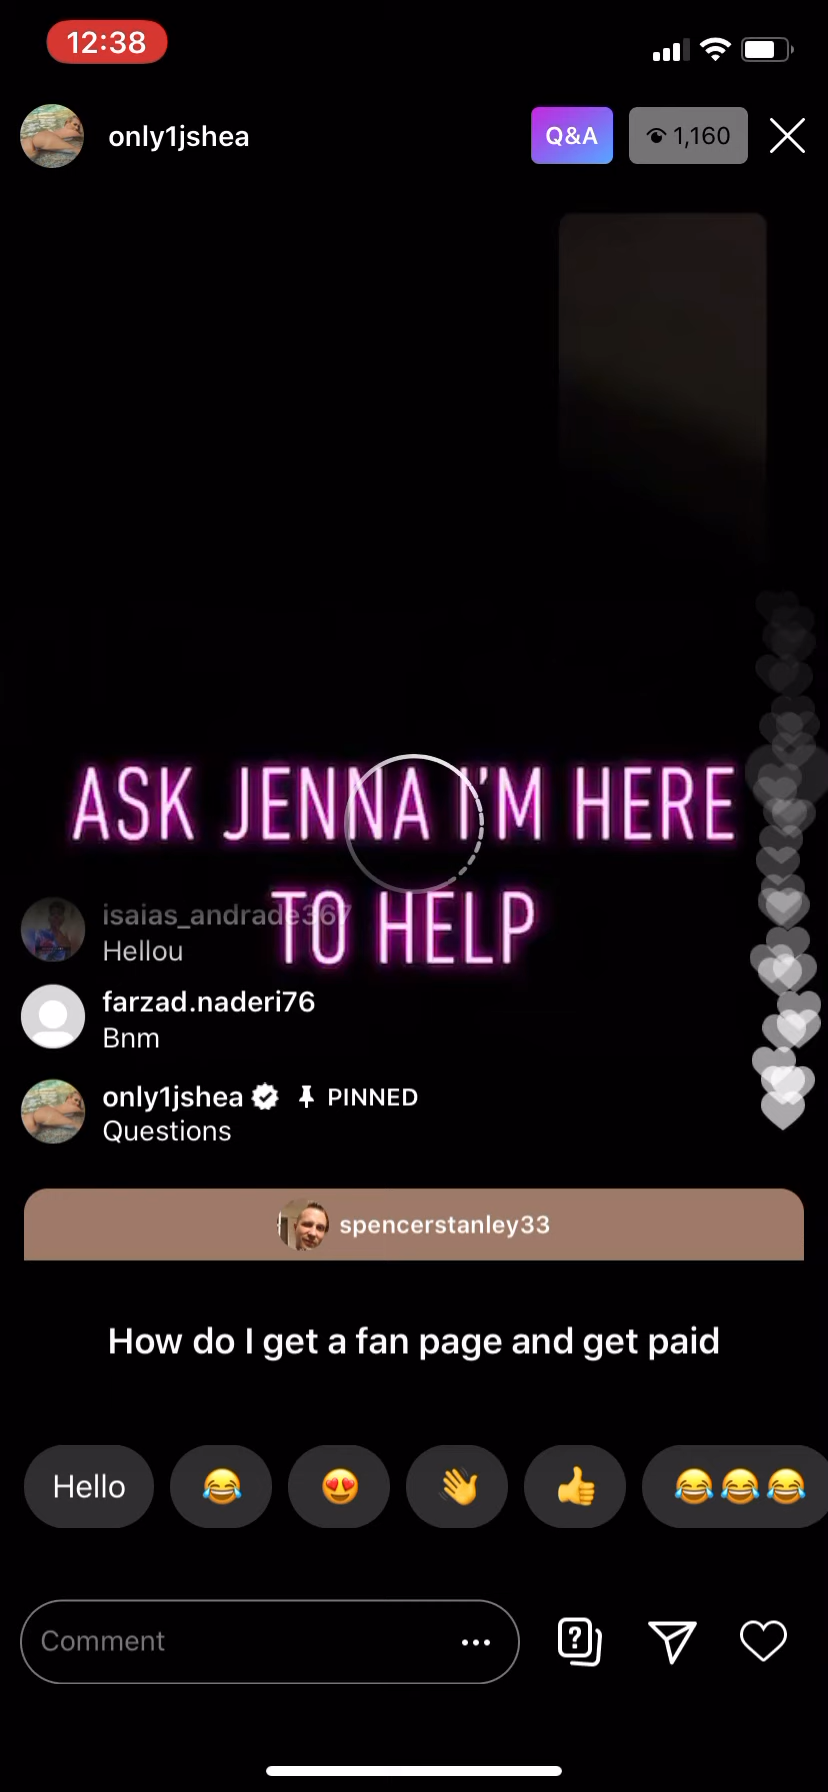 12:38
only1jshea
Q&A
1,160
ASK JENNA I'M HERE
TO HELP
isaias_andrade367
Hellou
farzad.naderi76
Bnm
only1jshea PINNED
Questions
spencerstanley33
How do I get a fan page and get paid
Hello
Comment